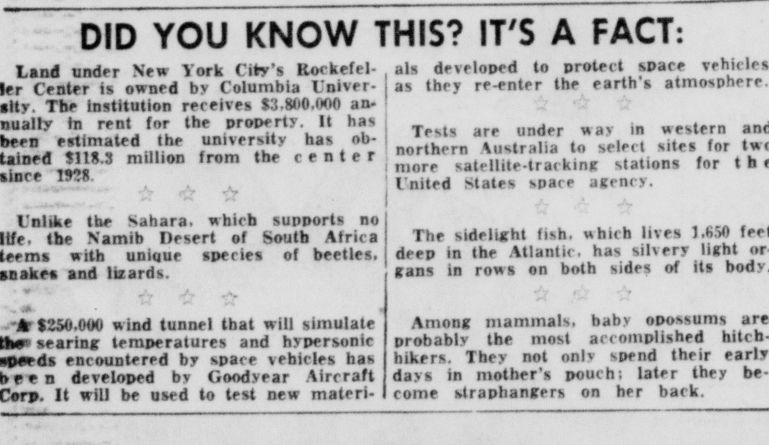 DID YOU KNOW THIS? IT'S A FACT:
Land under New York City's Rockefel-
ler Center is owned by Columbia Univer-
sity. The institution receives $3,800,000 an-
nually in rent for the property. It has
been estimated the university has ob-
tained $118.3 million from the center
since 1928.
Unlike the Sahara, which supports no
life, the Namib Desert of South Africa
teems with unique species of beetles,
snakes and lizards.
A $250,000 wind tunnel that will simulate
the searing temperatures and hypersonic
speeds encountered by space vehicles has
been developed by Goodyear Aircraft
Corp. It will be used to test new materi-
als developed to protect space vehicles
as they re-enter the earth's atmosphere.
Tests are under way in western and
northern Australia to select sites for two
more satellite-tracking stations for the
United States space agency.
The sidelight fish, which lives 1,650 feet
deep in the Atlantic, has silvery light or-
gans in rows on both sides of its body.
Among mammals, baby opossums are
probably the most accomplished hitch-
hikers. They not only spend their early
days in mother's pouch; later they be-
come straphangers on her back.